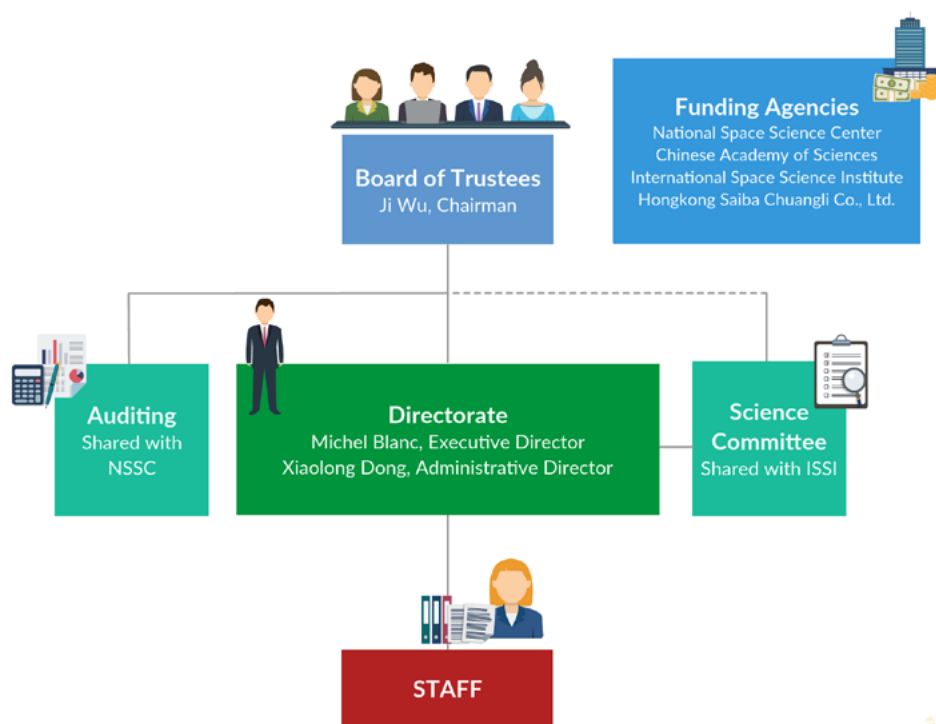 Board of Trustees
Ji Wu, Chairman
Funding Agencies
National Space Science Center
Chinese Academy of Sciences
International Space Science Institute
Hongkong Saiba Chuangli Co., Ltd.
Auditing
Shared with
NSSC
Directorate
Michel Blanc, Executive Director
Xiaolong Dong, Administrative Director
Science
Committee
Shared with ISSI
STAFF